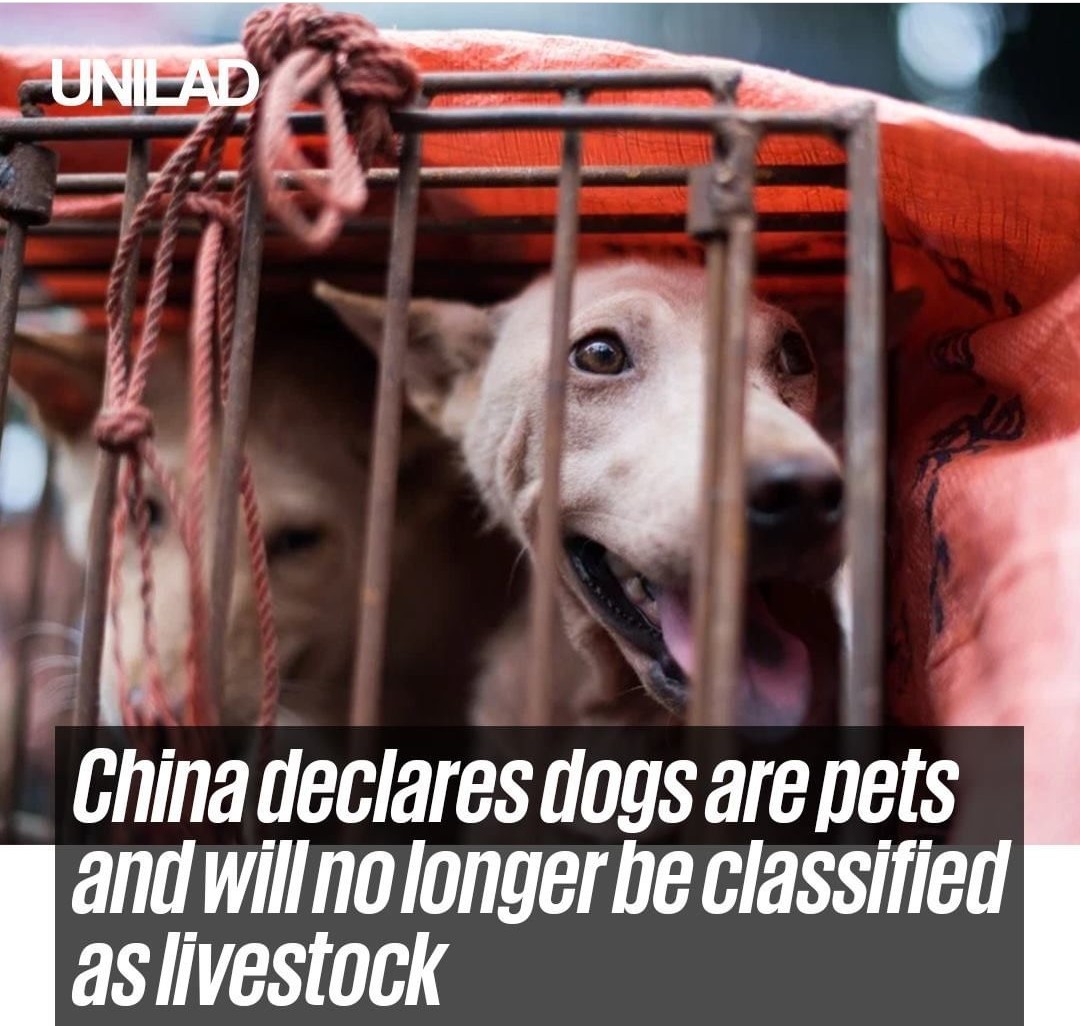 UNILAD
China declares dogs are pets
and will no longer be classified
as livestock